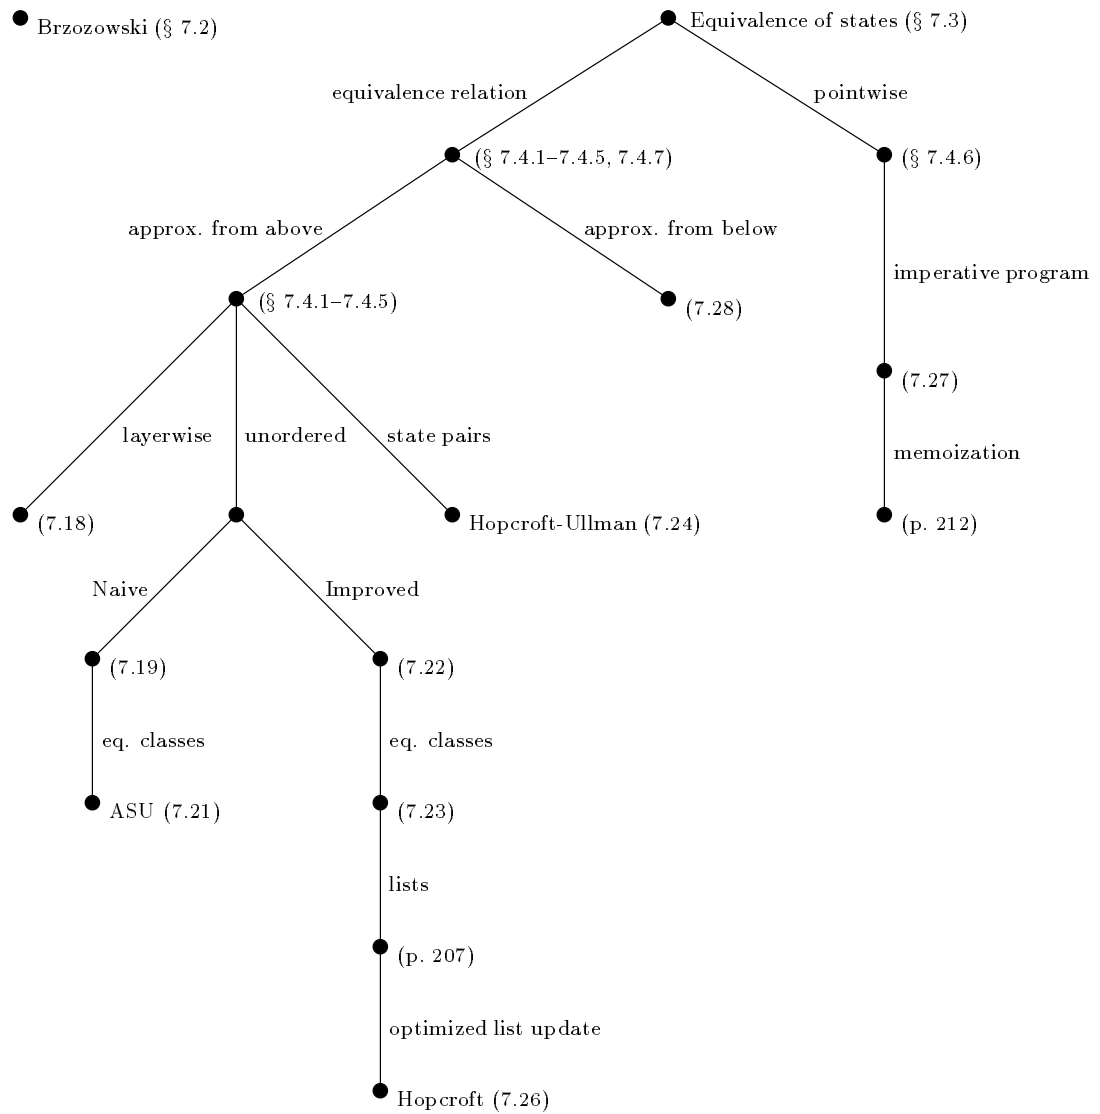 Brzozowski (§ 7.2)
Equivalence of states (§ 7.3)
equivalence relation
pointwise
(§ 7.4.1–7.4.5, 7.4.7)
(§ 7.4.6)
approx. from above
approx. from below
imperative program
(§ 7.4.1–7.4.5)
(7.28)
(7.27)
layerwise
unordered
state pairs
memoization
(7.18)
Hopcroft-Ullman (7.24)
(p. 212)
Naive
Improved
(7.19)
(7.22)
eq. classes
eq. classes
ASU (7.21)
(7.23)
lists
(p. 207)
optimized list update
Hopcroft (7.26)